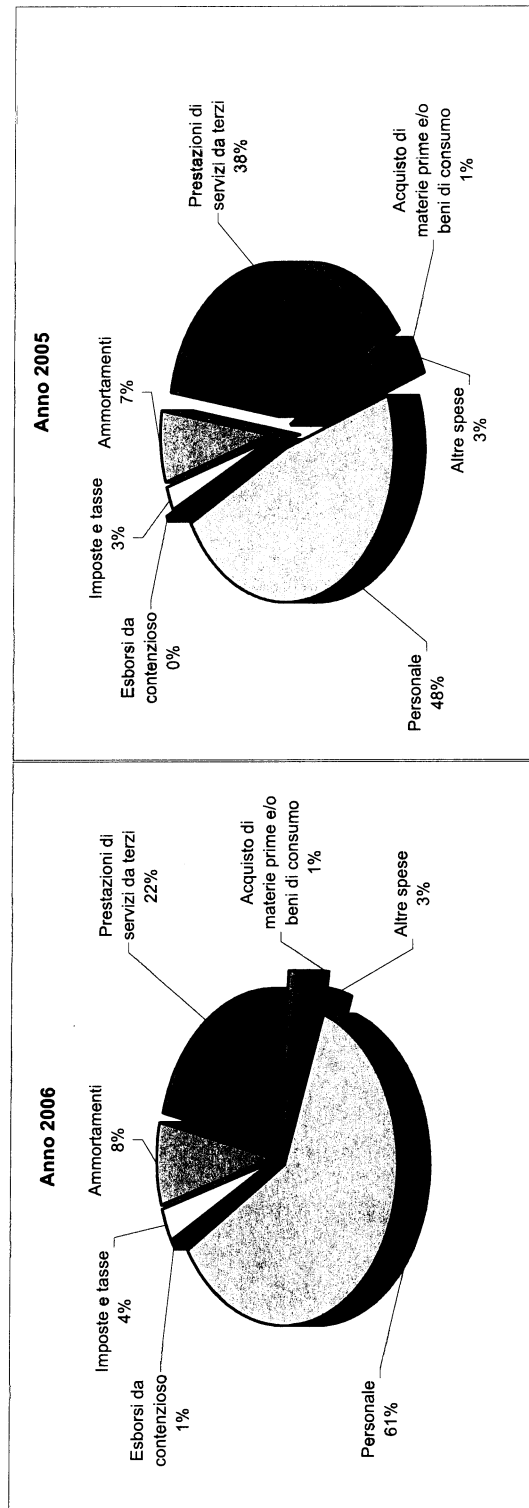 Anno 2006
Prestazioni di
servizi da terzi
22%
Acquisto di
materie prime e/o
beni di consumo
1%
Altre spese
3%
Personale
61%
Esborsi da
contenzioso
1%
Imposte e tasse
4%
Ammortamenti
8%
Anno 2005
Prestazioni di
servizi da terzi
38%
Acquisto di
materie prime e/o
beni di consumo
1%
Altre spese
3%
Personale
48%
Esborsi da
contenzioso
0%
Imposte e tasse
3%
Ammortamenti
7%